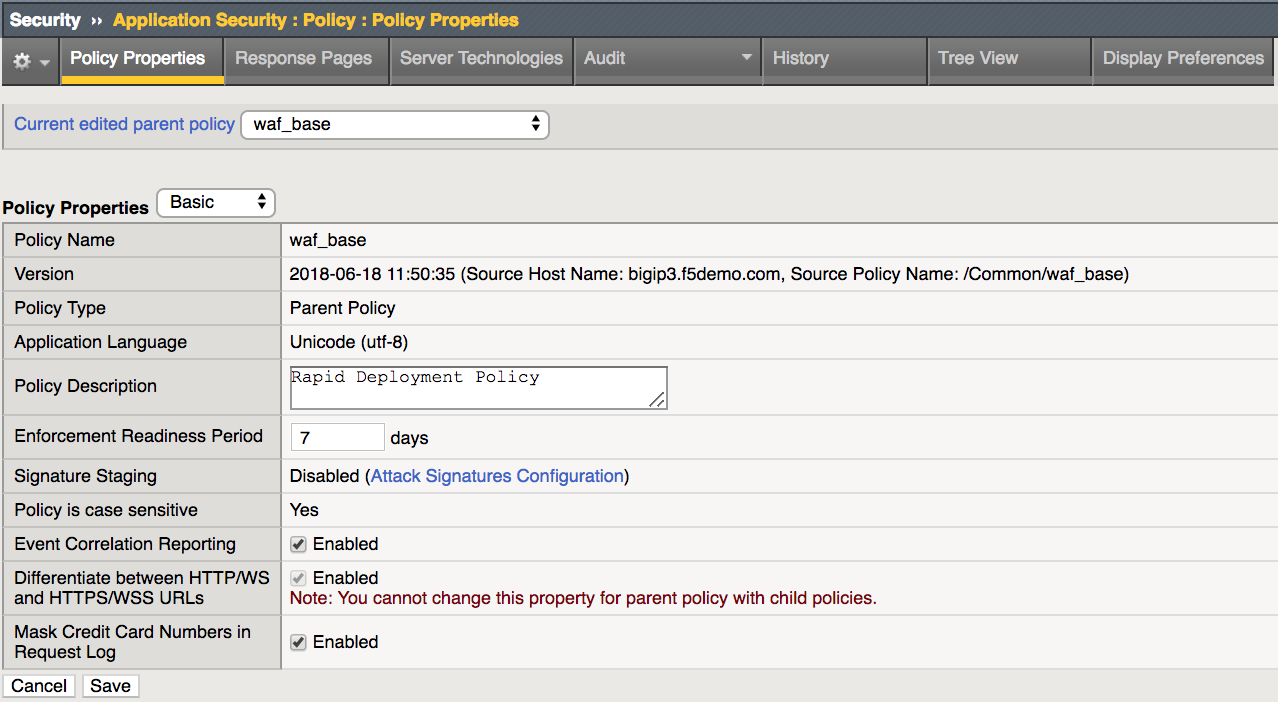 Security ›› Application Security : Policy : Policy Properties
Policy Properties Response Pages Server Technologies Audit History Tree View Display Preferences
Current edited parent policy waf_base
Policy Properties Basic
Policy Name waf_base
Version 2018-06-18 11:50:35 (Source Host Name: bigip3.f5demo.com, Source Policy Name: /Common/waf_base)
Policy Type Parent Policy
Application Language Unicode (utf-8)
Policy Description Rapid Deployment Policy
Enforcement Readiness Period 7 days
Signature Staging Disabled (Attack Signatures Configuration)
Policy is case sensitive Yes
Event Correlation Reporting Enabled
Differentiate between HTTP/WS Enabled
and HTTPS/WSS URLs Note: You cannot change this property for parent policy with child policies.
Mask Credit Card Numbers in
Request Log Enabled
Cancel Save